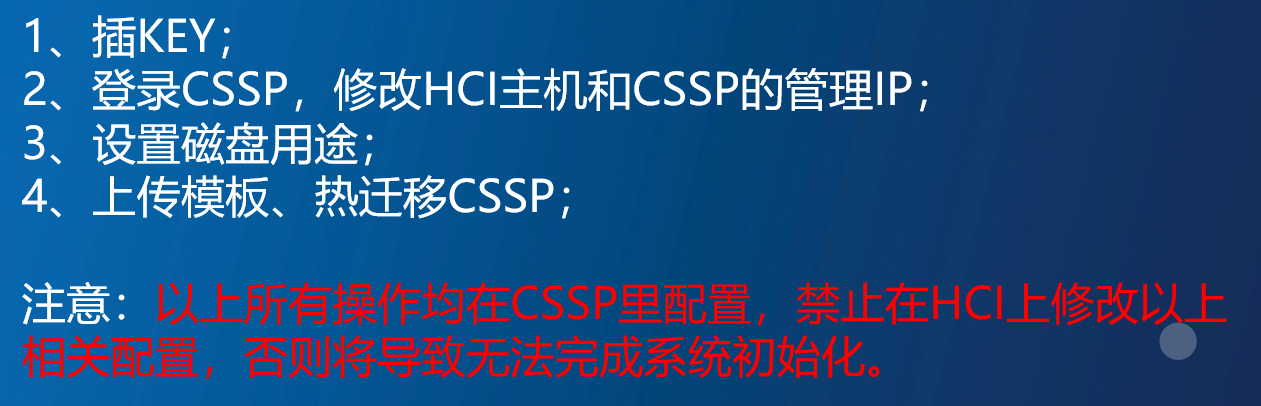 1、插KEY；
2、登录CSSP，修改HCI主机和CSSP的管理IP；
3、设置磁盘用途；
4、上传模板、热迁移CSSP；
注意：以上所有操作均在CSSP里配置，禁止在HCI上修改以上
相关配置，否则将导致无法完成系统初始化。